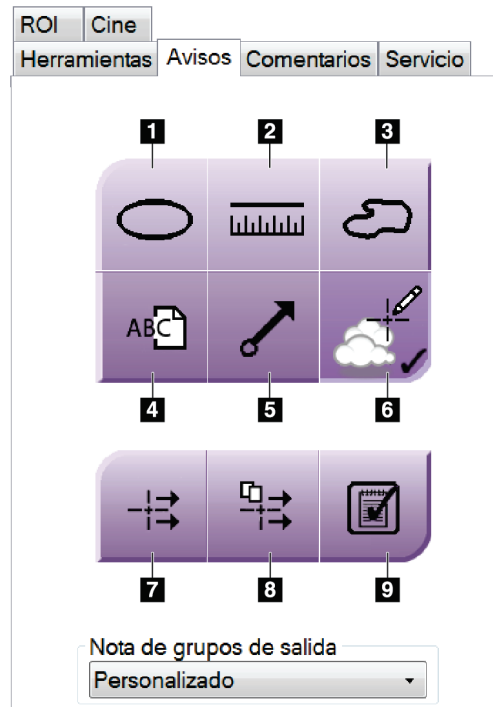 ROI Cine
Herramientas Avisos Comentarios Servicio
1 2 3
ABC
4 5 6
7 8 9
Nota de grupos de salida
Personalizado